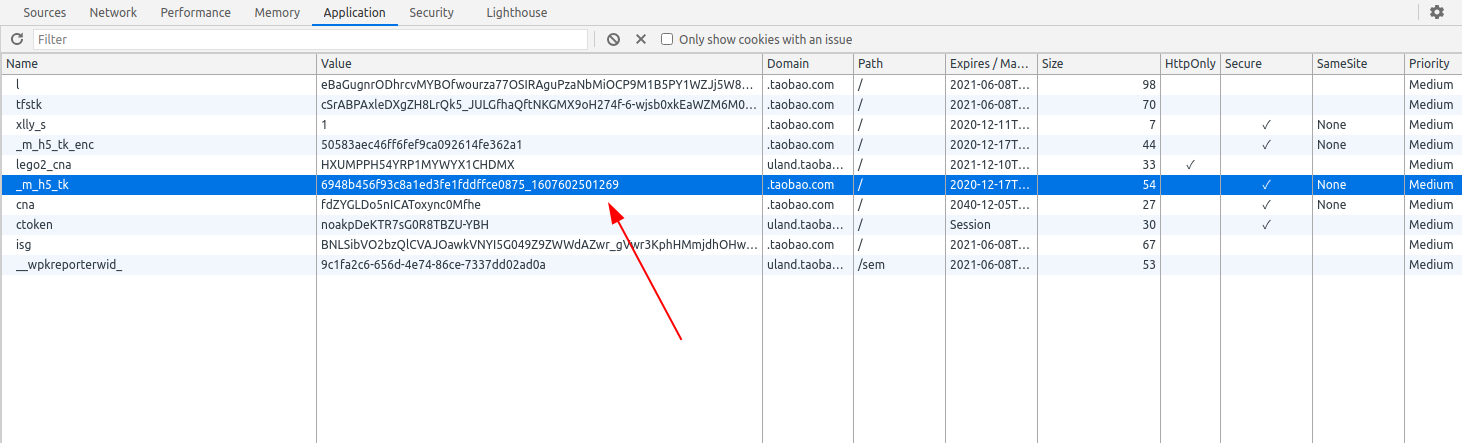 Sources Network Performance Memory Application Security Lighthouse
Filter Only show cookies with an issue
Name Value Domain Path Expires / Ma... Size HttpOnly Secure SameSite Priority
l eBaGugnrODhrcvMYBOfwourza77OSIRAguPzaNbMiOCP9M1B5PY1WZJj5W8... .taobao.com / 2021-06-08T... 98 Medium
tfstk cSrABPAxleDXgZH8LrQk5_JULGfhaQftNKGMX9oH274f-6-wjsb0xkEaWZM6M0... .taobao.com / 2021-06-08T... 70 Medium
xlly_s 1 .taobao.com / 2020-12-11T... 7 ✓ None Medium
_m_h5_tk_enc 50583aec46ff6fef9ca092614fe362a1 .taobao.com / 2020-12-17T... 44 ✓ None Medium
lego2_cna HXUMPPH54YRP1MYWYX1CHDMX uland.taoba... / 2021-12-10T... 33 ✓ Medium
_m_h5_tk 6948b456f93c8a1ed3fe1fddffce0875_1607602501269 .taobao.com / 2020-12-17T... 54 ✓ None Medium
cna fdZYGLDo5nICAToxync0Mfhe .taobao.com / 2040-12-05T... 27 ✓ None Medium
ctoken noakpDeKTR7sG0R8TBZU-YBH uland.taoba... / Session 30 ✓ Medium
isg BNLSibVO2bzQlCVAJOawkVNYI5G049Z9ZWWdAZwr_gVwr3KphHMmjdhOHw... .taobao.com / 2021-06-08T... 67 Medium
__wpkreporterwid_ 9c1fa2c6-656d-4e74-86ce-7337dd02ad0a uland.taoba... /sem 2021-06-08T... 53 Medium